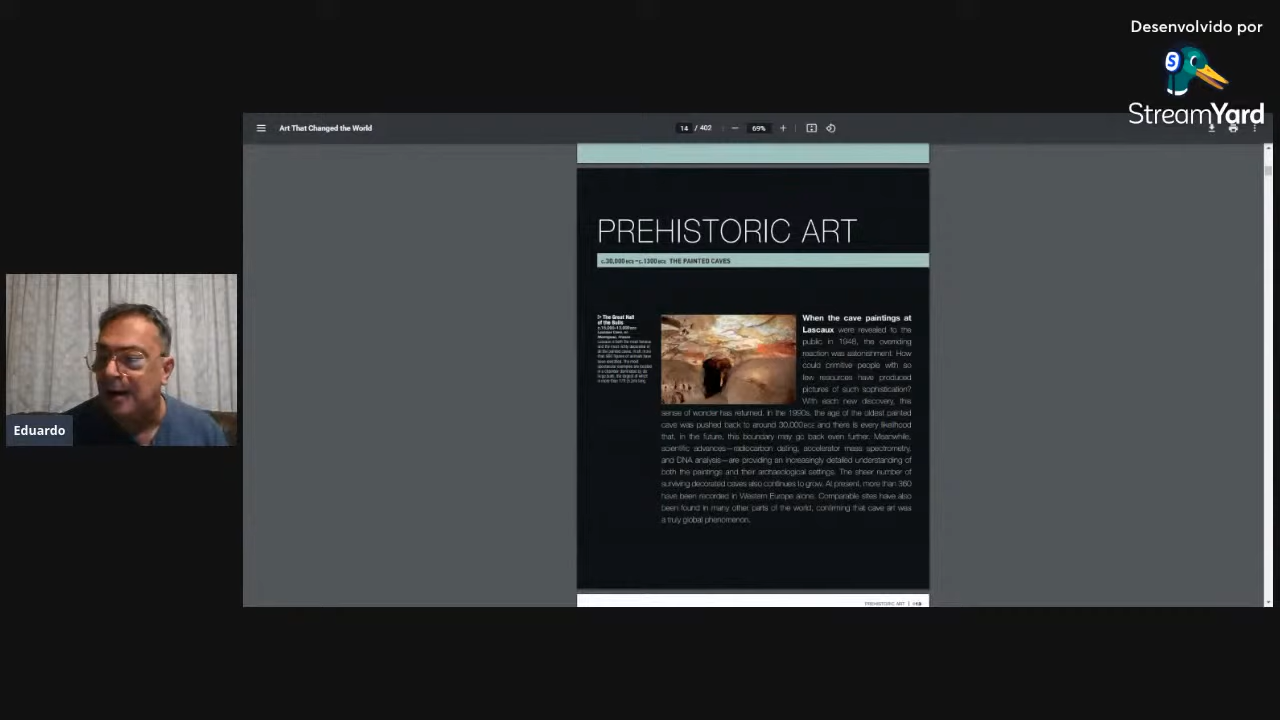 Desenvolvido por
StreamYard
Art That Changed the World
14 / 402
69%
PREHISTORIC ART
c.30,000 BCE–c.1300 BCE THE PAINTED CAVES
The Great Hall
of the Bulls
When the cave paintings at
Lascaux were revealed to the
public in 1948, the overriding
reaction was astonishment. How
could primitive people with so
few resources have produced
pictures of such sophistication?
With each new discovery, this
sense of wonder has returned. In the 1990s, the age of the oldest painted
cave was pushed back to around 30,000BCE and there is every likelihood
that, in the future, this boundary may go back even further. Meanwhile,
scientific advances—radiocarbon dating, accelerator mass spectrometry,
and DNA analysis—are providing an increasingly detailed understanding of
both the paintings and their archaeological settings. The sheer number of
surviving decorated caves also continues to grow. At present, more than 360
have been recorded in Western Europe alone. Comparable sites have also
been found in many other parts of the world, confirming that cave art was
a truly global phenomenon.
PREHISTORIC ART
Eduardo